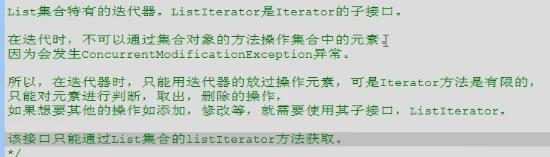 List集合特有的迭代器。ListIterator是Iterator的子接口。
在迭代时，不可以通过集合对象的方法操作集合中的元素，
因为会发生ConcurrentModificationException异常。
所以，在迭代器时，只能用迭代器的放过操作元素，可是Iterator方法是有限的，
只能对元素进行判断，取出，删除的操作，
如果想要其他的操作如添加，修改等，就需要使用其子接口，ListIterator。
该接口只能通过List集合的listIterator方法获取。
*/